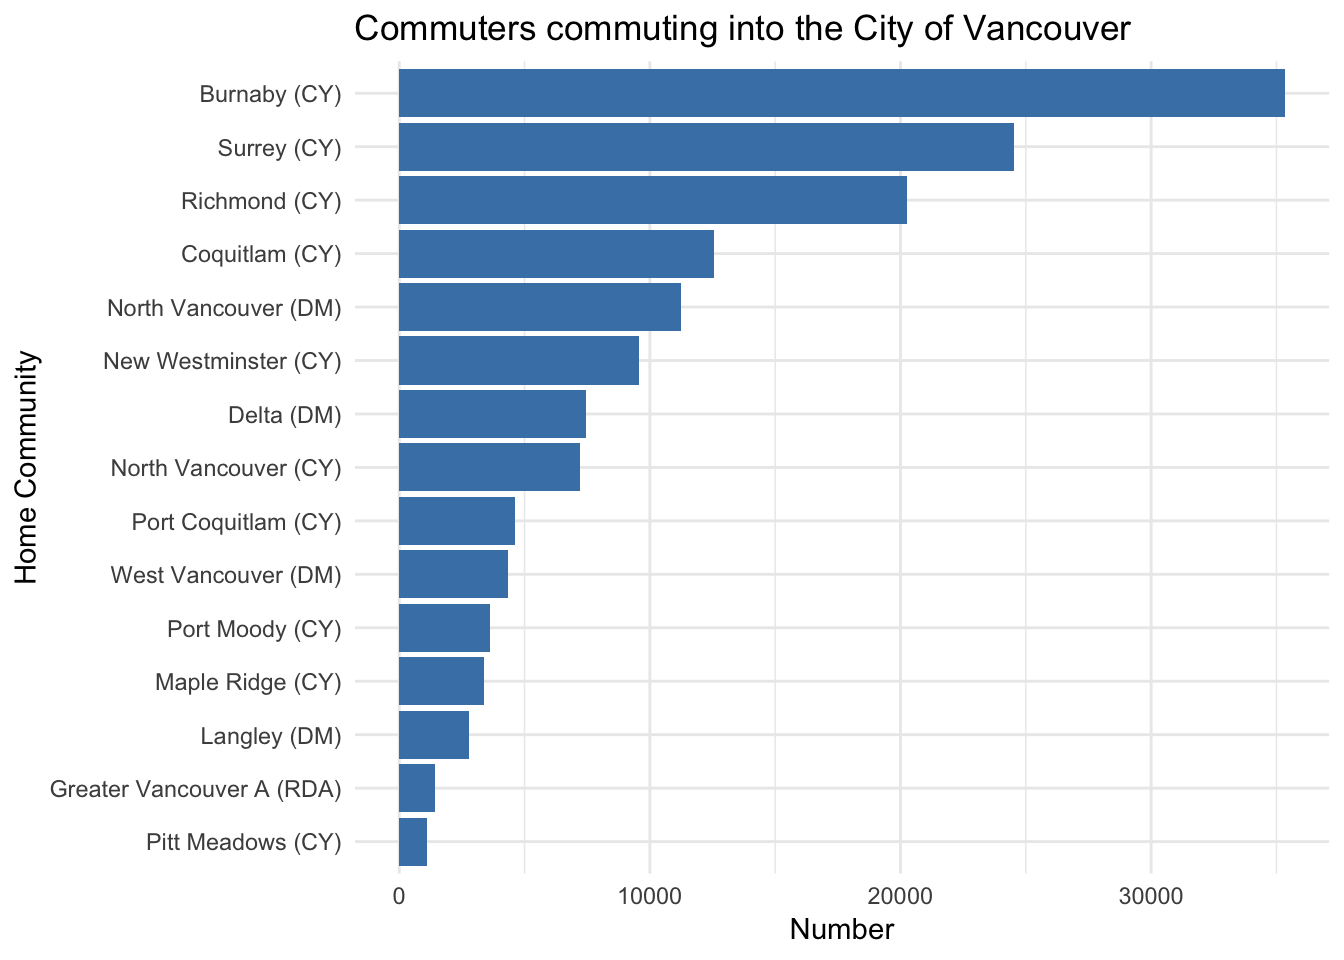 Commuters commuting into the City of Vancouver
Home Community
Burnaby (CY)
Surrey (CY)
Richmond (CY)
Coquitlam (CY)
North Vancouver (DM)
New Westminster (CY)
Delta (DM)
North Vancouver (CY)
Port Coquitlam (CY)
West Vancouver (DM)
Port Moody (CY)
Maple Ridge (CY)
Langley (DM)
Greater Vancouver A (RDA)
Pitt Meadows (CY)
0 10000 20000 30000
Number